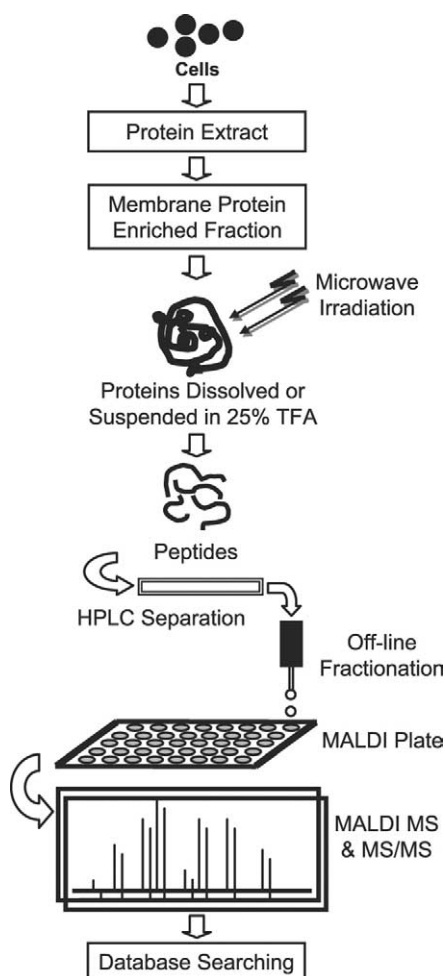 Cells
Protein Extract
Membrane Protein
Enriched Fraction
Microwave
Irradiation
Proteins Dissolved or
Suspended in 25% TFA
Peptides
HPLC Separation
Off-line
Fractionation
MALDI Plate
MALDI MS
& MS/MS
Database Searching